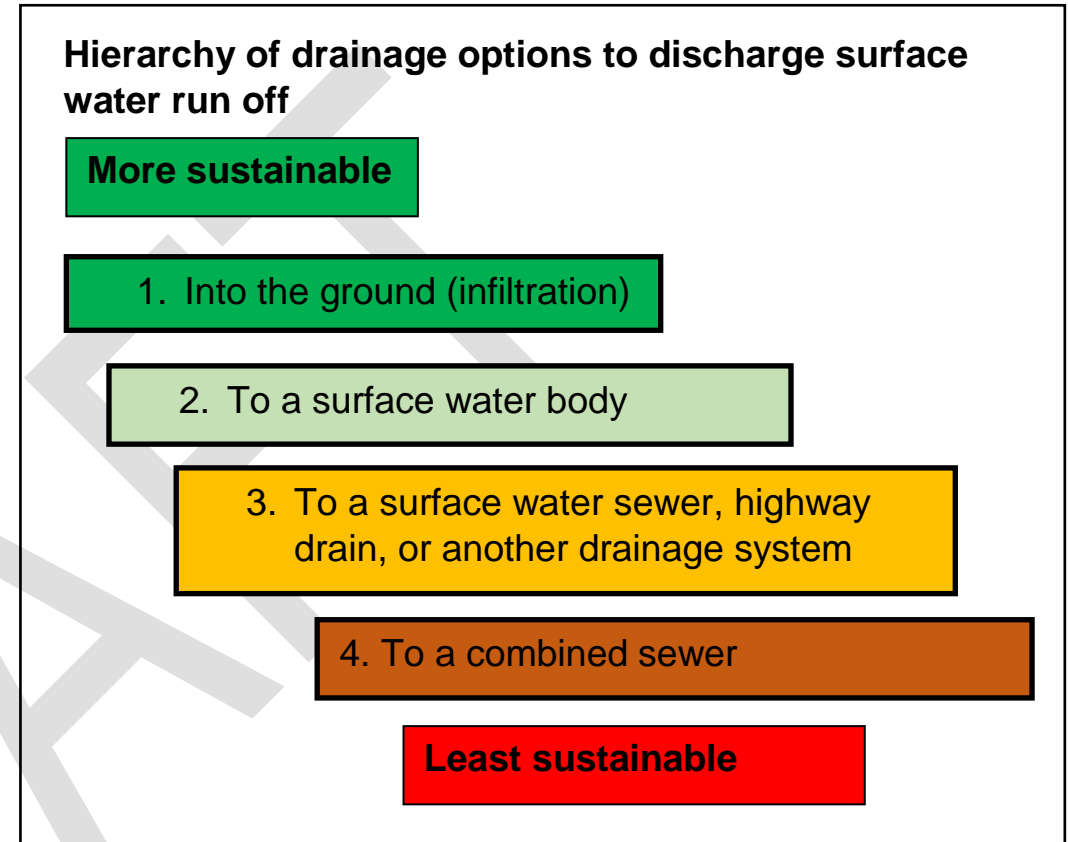 Hierarchy of drainage options to discharge surface
water run off
More sustainable
1. Into the ground (infiltration)
2. To a surface water body
3. To a surface water sewer, highway
drain, or another drainage system
4. To a combined sewer
Least sustainable